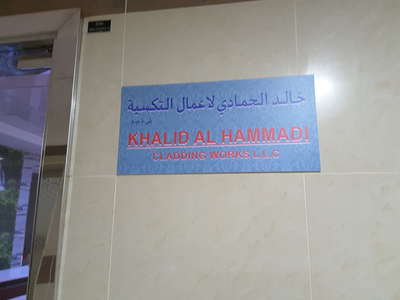 خالد الحمادي لاعمال التكسية
ش ذ م م
KHALID AL HAMMADI
CLADDING WORKS L.L.C